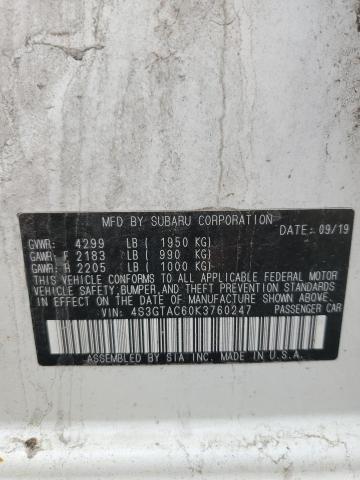 MFD BY SUBARU CORPORATION DATE: 09/19
GVWR: 4299 LB ( 1950 KG)
GAWR: F 2183 LB ( 990 KG)
GAWR: R 2205 LB ( 1000 KG)
THIS VEHICLE CONFORMS TO ALL APPLICABLE FEDERAL MOTOR
VEHICLE SAFETY, BUMPER, AND THEFT PREVENTION STANDARDS
IN EFFECT ON THE DATE OF MANUFACTURE SHOWN ABOVE.
VIN: 4S3GTAC60K3760247 PASSENGER CAR
ASSEMBLED BY SIA INC. MADE IN U.S.A.